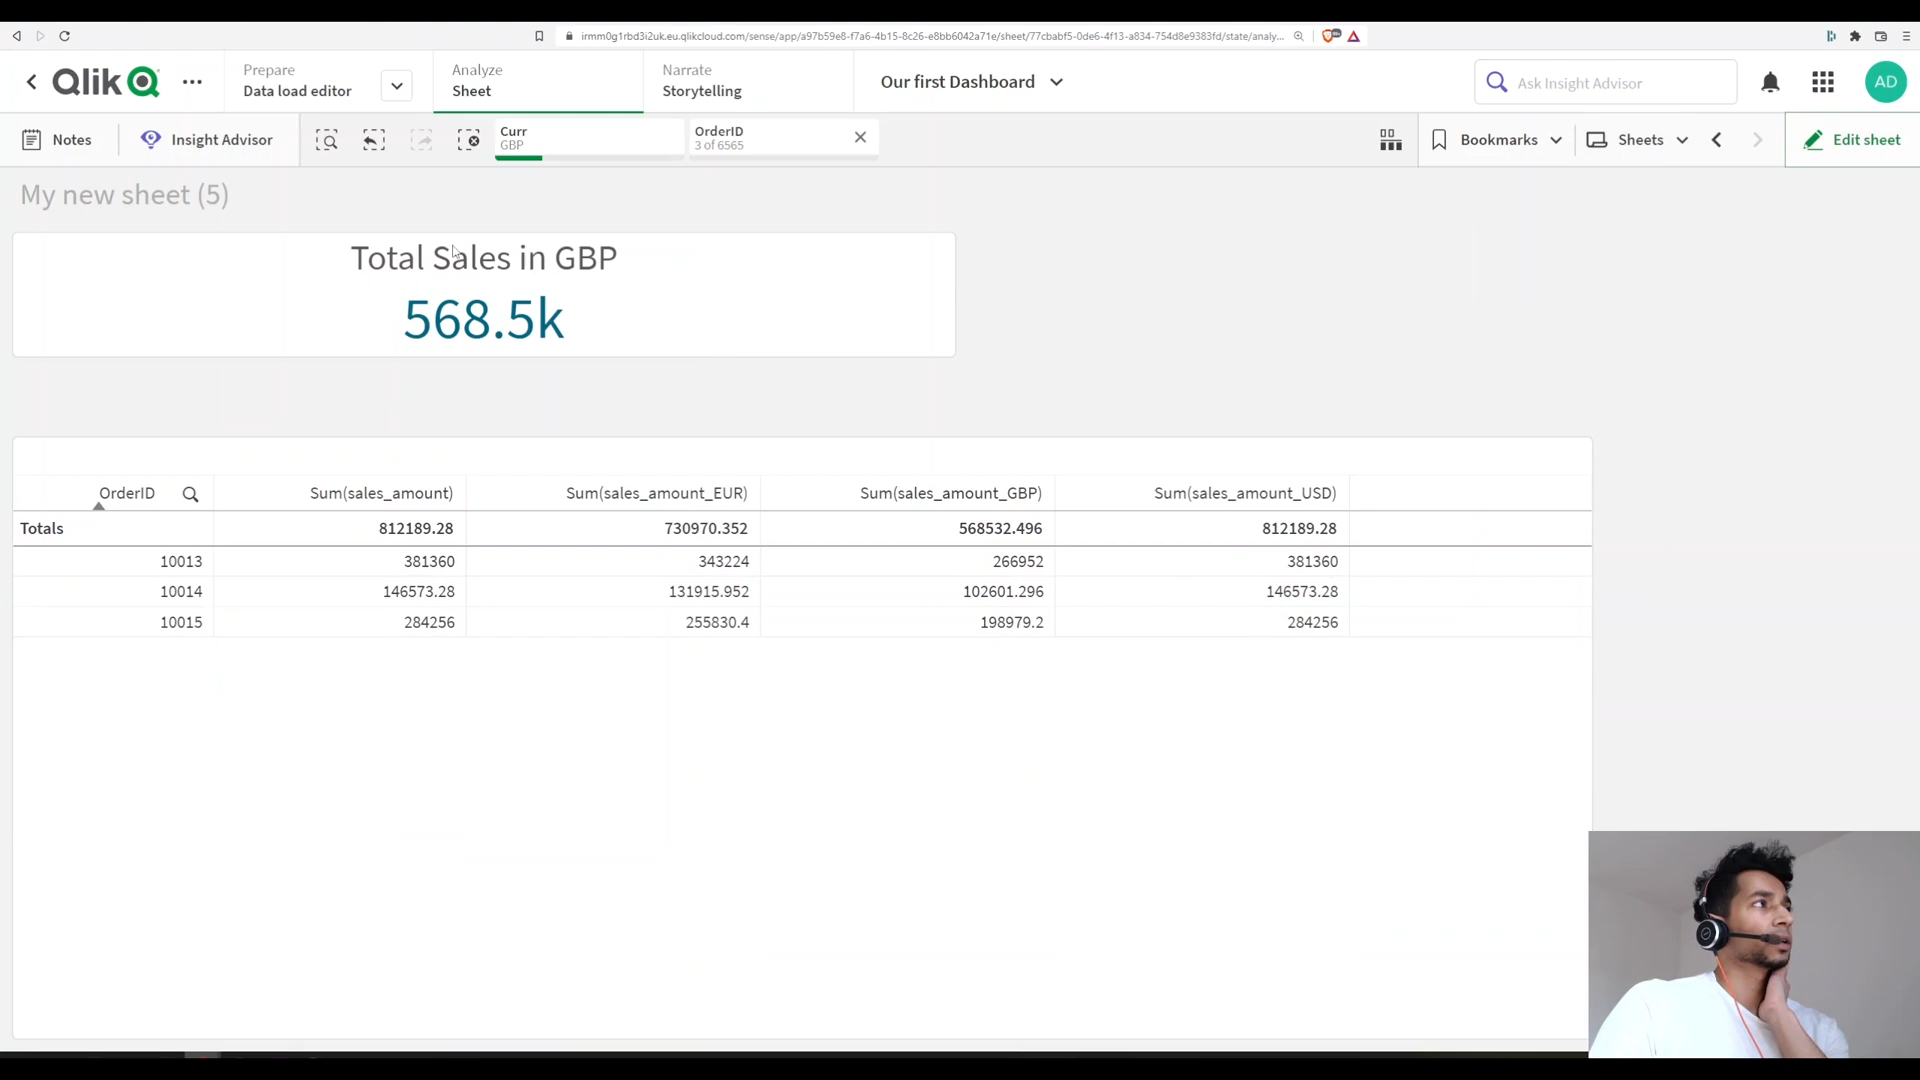 irmm0g1rbd3i2uk.eu.qlikcloud.com/sense/app/a97b59e8-f7a6-4b15-8c26-e8bb6042a71e/sheet/77cbabf5-0de6-4f13-a834-754d8e9383fd/state/analy...
Qlik
Prepare
Data load editor
Analyze
Sheet
Narrate
Storytelling
Our first Dashboard
Ask Insight Advisor
AD
Notes
Insight Advisor
Curr
GBP
OrderID
3 of 6565
Bookmarks
Sheets
Edit sheet
My new sheet (5)
Total Sales in GBP
568.5k
OrderID Sum(sales_amount) Sum(sales_amount_EUR) Sum(sales_amount_GBP) Sum(sales_amount_USD)
Totals 812189.28 730970.352 568532.496 812189.28
10013 381360 343224 266952 381360
10014 146573.28 131915.952 102601.296 146573.28
10015 284256 255830.4 198979.2 284256